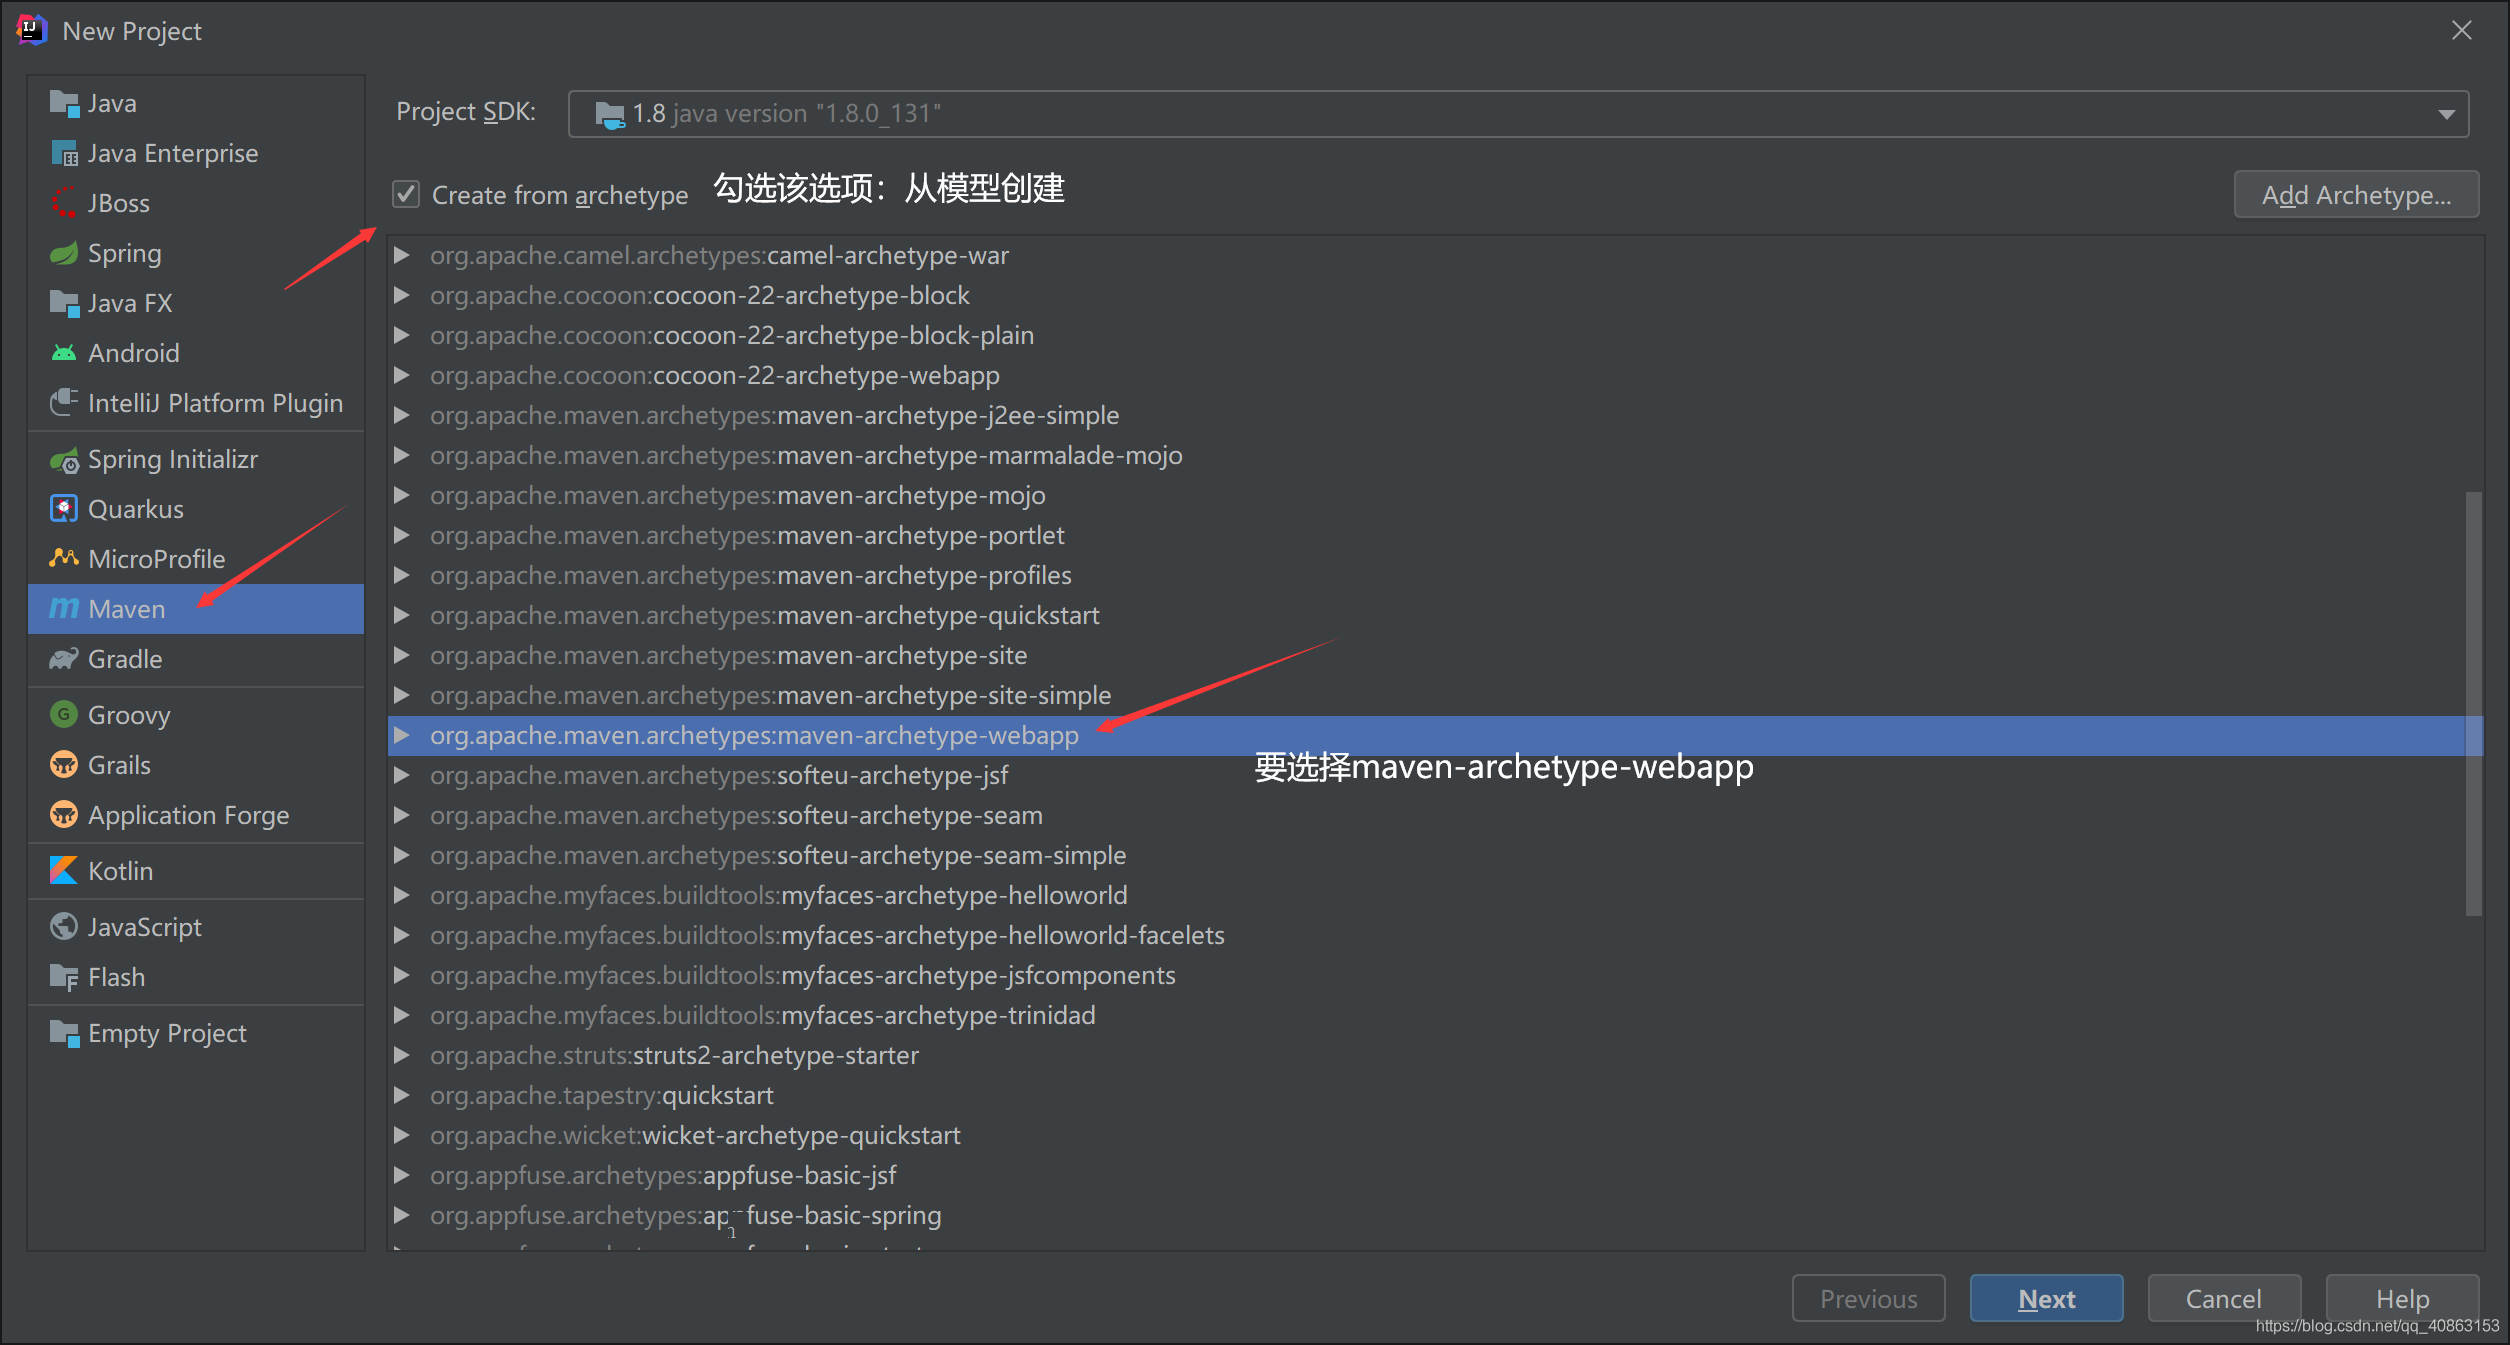 New Project
Java
Java Enterprise
JBoss
Spring
Java FX
Android
IntelliJ Platform Plugin
Spring Initializr
Quarkus
MicroProfile
Maven
Gradle
Groovy
Grails
Application Forge
Kotlin
JavaScript
Flash
Empty Project
Project SDK: 1.8 java version "1.8.0_131"
Create from archetype 勾选该选项：从模型创建 Add Archetype...
org.apache.camel.archetypes:camel-archetype-war
org.apache.cocoon:cocoon-22-archetype-block
org.apache.cocoon:cocoon-22-archetype-block-plain
org.apache.cocoon:cocoon-22-archetype-webapp
org.apache.maven.archetypes:maven-archetype-j2ee-simple
org.apache.maven.archetypes:maven-archetype-marmalade-mojo
org.apache.maven.archetypes:maven-archetype-mojo
org.apache.maven.archetypes:maven-archetype-portlet
org.apache.maven.archetypes:maven-archetype-profiles
org.apache.maven.archetypes:maven-archetype-quickstart
org.apache.maven.archetypes:maven-archetype-site
org.apache.maven.archetypes:maven-archetype-site-simple
org.apache.maven.archetypes:maven-archetype-webapp
要选择maven-archetype-webapp
org.apache.maven.archetypes:softeu-archetype-jsf
org.apache.maven.archetypes:softeu-archetype-seam
org.apache.maven.archetypes:softeu-archetype-seam-simple
org.apache.myfaces.buildtools:myfaces-archetype-helloworld
org.apache.myfaces.buildtools:myfaces-archetype-helloworld-facelets
org.apache.myfaces.buildtools:myfaces-archetype-jsfcomponents
org.apache.myfaces.buildtools:myfaces-archetype-trinidad
org.apache.struts:struts2-archetype-starter
org.apache.tapestry:quickstart
org.apache.wicket:wicket-archetype-quickstart
org.appfuse.archetypes:appfuse-basic-jsf
org.appfuse.archetypes:appfuse-basic-spring
Previous Next Cancel Help
https://blog.csdn.net/qq_40863153